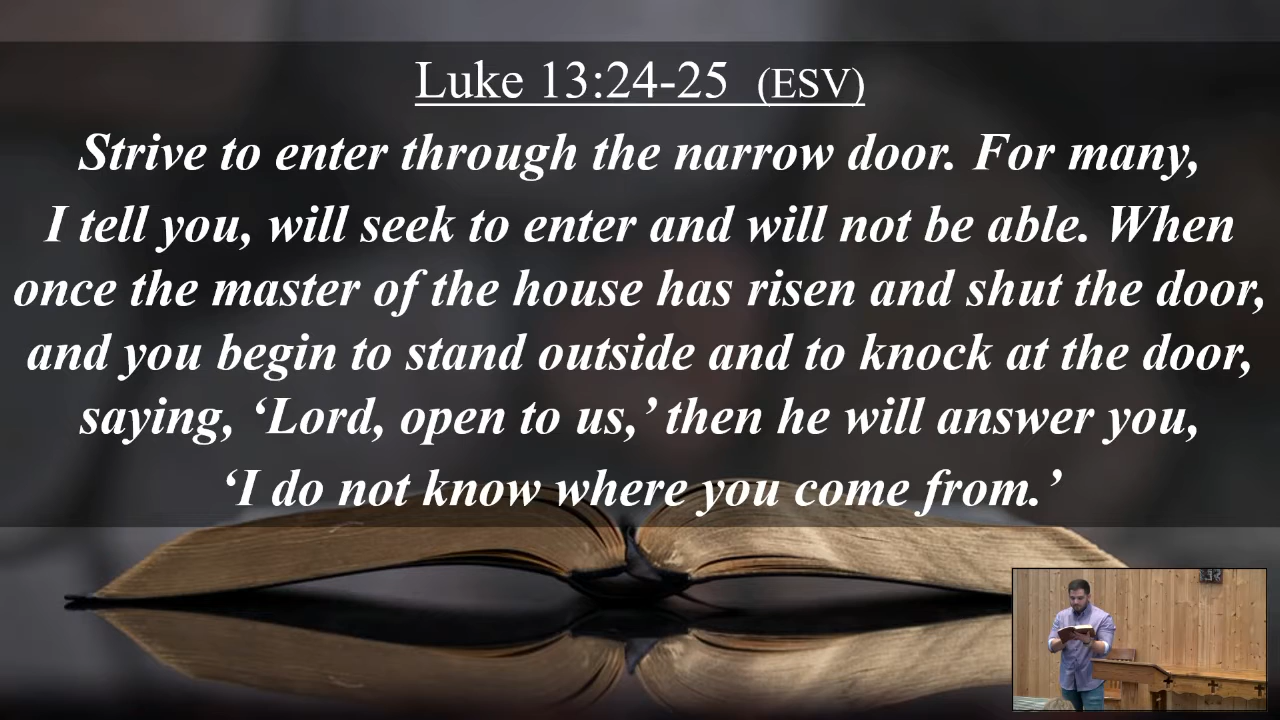 Luke 13:24-25 (ESV)
Strive to enter through the narrow door. For many,
I tell you, will seek to enter and will not be able. When
once the master of the house has risen and shut the door,
and you begin to stand outside and to knock at the door,
saying, ‘Lord, open to us,’ then he will answer you,
‘I do not know where you come from.’